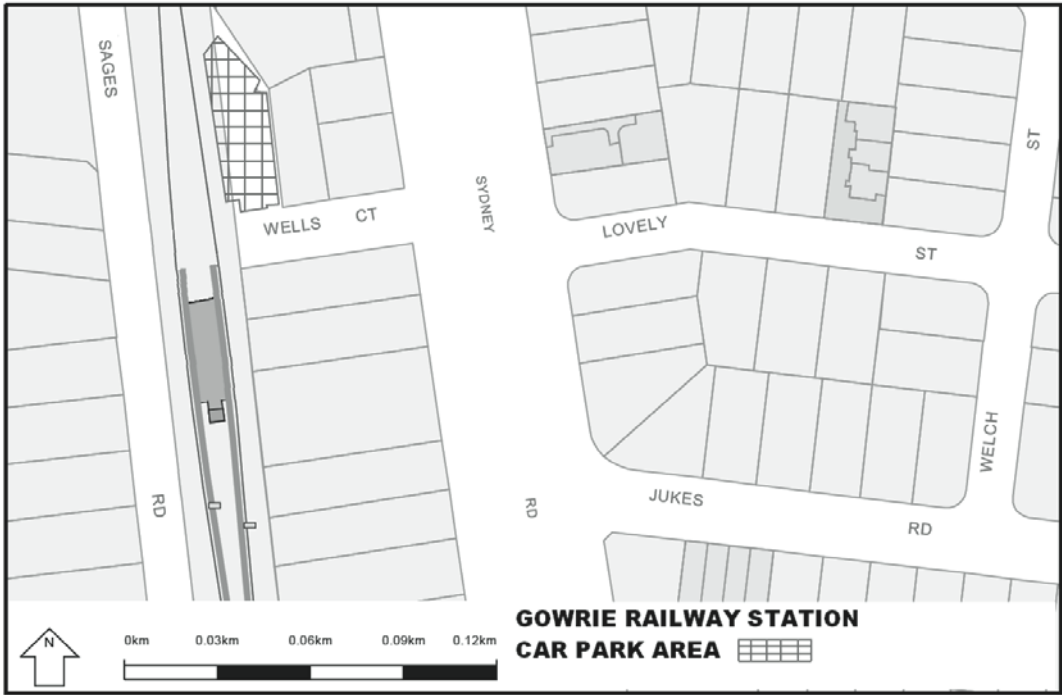 SAGES
RD
WELLS CT
SYDNEY
RD
LOVELY ST
ST
WELCH
JUKES RD
N
0km 0.03km 0.06km 0.09km 0.12km
GOWRIE RAILWAY STATION
CAR PARK AREA